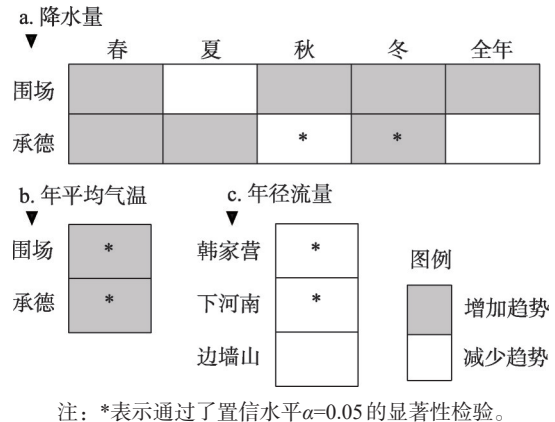 a. 降水量
春 夏 秋 冬 全年
围场
承德 * *
b. 年平均气温 c. 年径流量
围场 * 韩家营 * 图例
承德 * 下河南 * 增加趋势
边墙山 减少趋势
注：*表示通过了置信水平α=0.05的显著性检验。